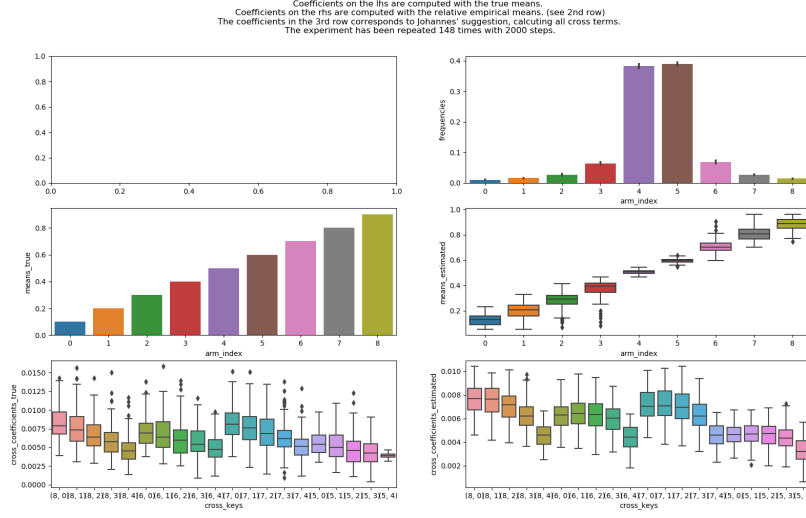 Coefficients on the lhs are computed with the true means.
Coefficients on the rhs are computed with the relative empirical means. (see 2nd row)
The coefficients in the 3rd row corresponds to Johannes' suggestion, calcuting all cross terms.
The experiment has been repeated 148 times with 2000 steps.
1.0
0.8
0.6
0.4
0.2
0.0
0.0 0.2 0.4 0.6 0.8 1.0
frequencies
0.4
0.3
0.2
0.1
0.0
0 1 2 3 4 5 6 7 8
arm_index
means_true
0.8
0.6
0.4
0.2
0.0
0 1 2 3 4 5 6 7 8
arm_index
means_estimated
1.0
0.8
0.6
0.4
0.2
0 1 2 3 4 5 6 7 8
arm_index
cross_coefficients_true
0.0150
0.0125
0.0100
0.0075
0.0050
0.0025
0.0000
cross_keys
cross_coefficients_estimated
0.010
0.008
0.006
0.004
0.002
cross_keys